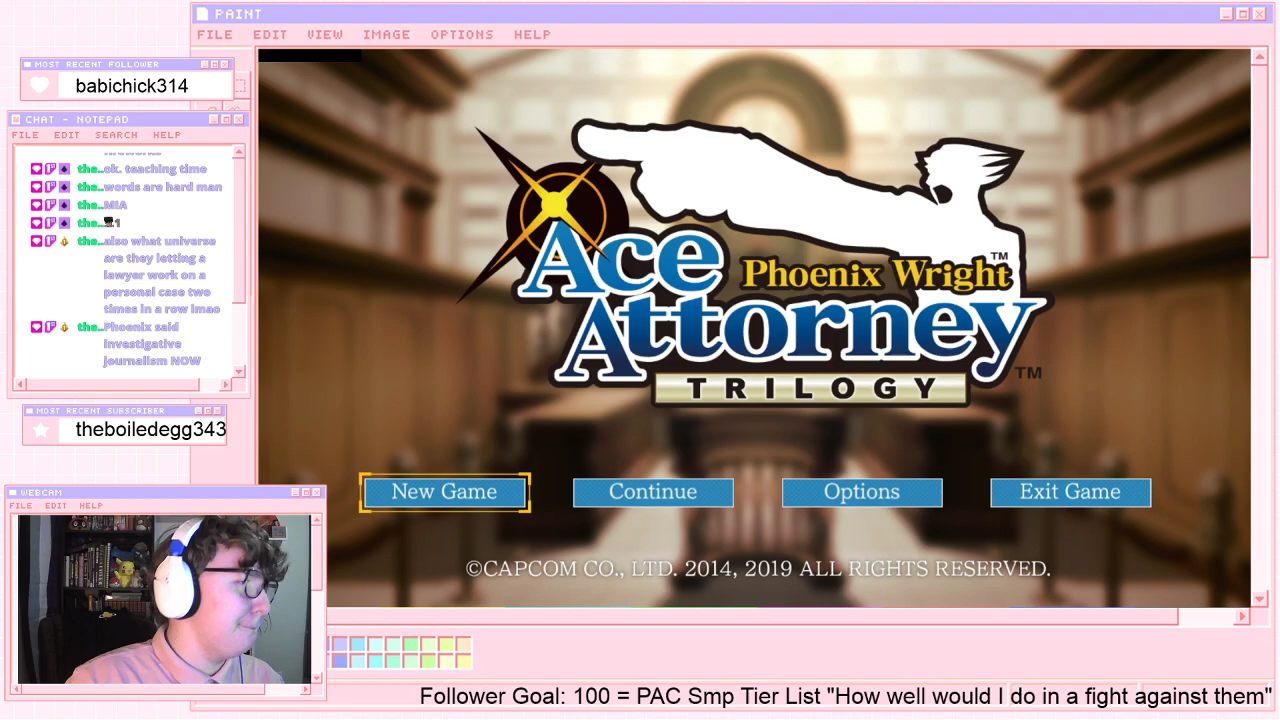 PAINT
FILE EDIT VIEW IMAGE OPTIONS HELP
MOST RECENT FOLLOWER
babichick314
CHAT - NOTEPAD
FILE EDIT SEARCH HELP
the..ok. teaching time
the..words are hard man
the..MIA
the..1
the..also what universe
are they letting a
lawyer work on a
personal case two
times in a row lmao
the..Phoenix said
investigative
journalism NOW
MOST RECENT SUBSCRIBER
theboiledegg343
WEBCAM
FILE EDIT HELP
Ace
Phoenix Wright™
Attorney™
TRILOGY
New Game Continue Options Exit Game
©CAPCOM CO., LTD. 2014, 2019 ALL RIGHTS RESERVED.
Follower Goal: 100 = PAC Smp Tier List "How well would I do in a fight against them"